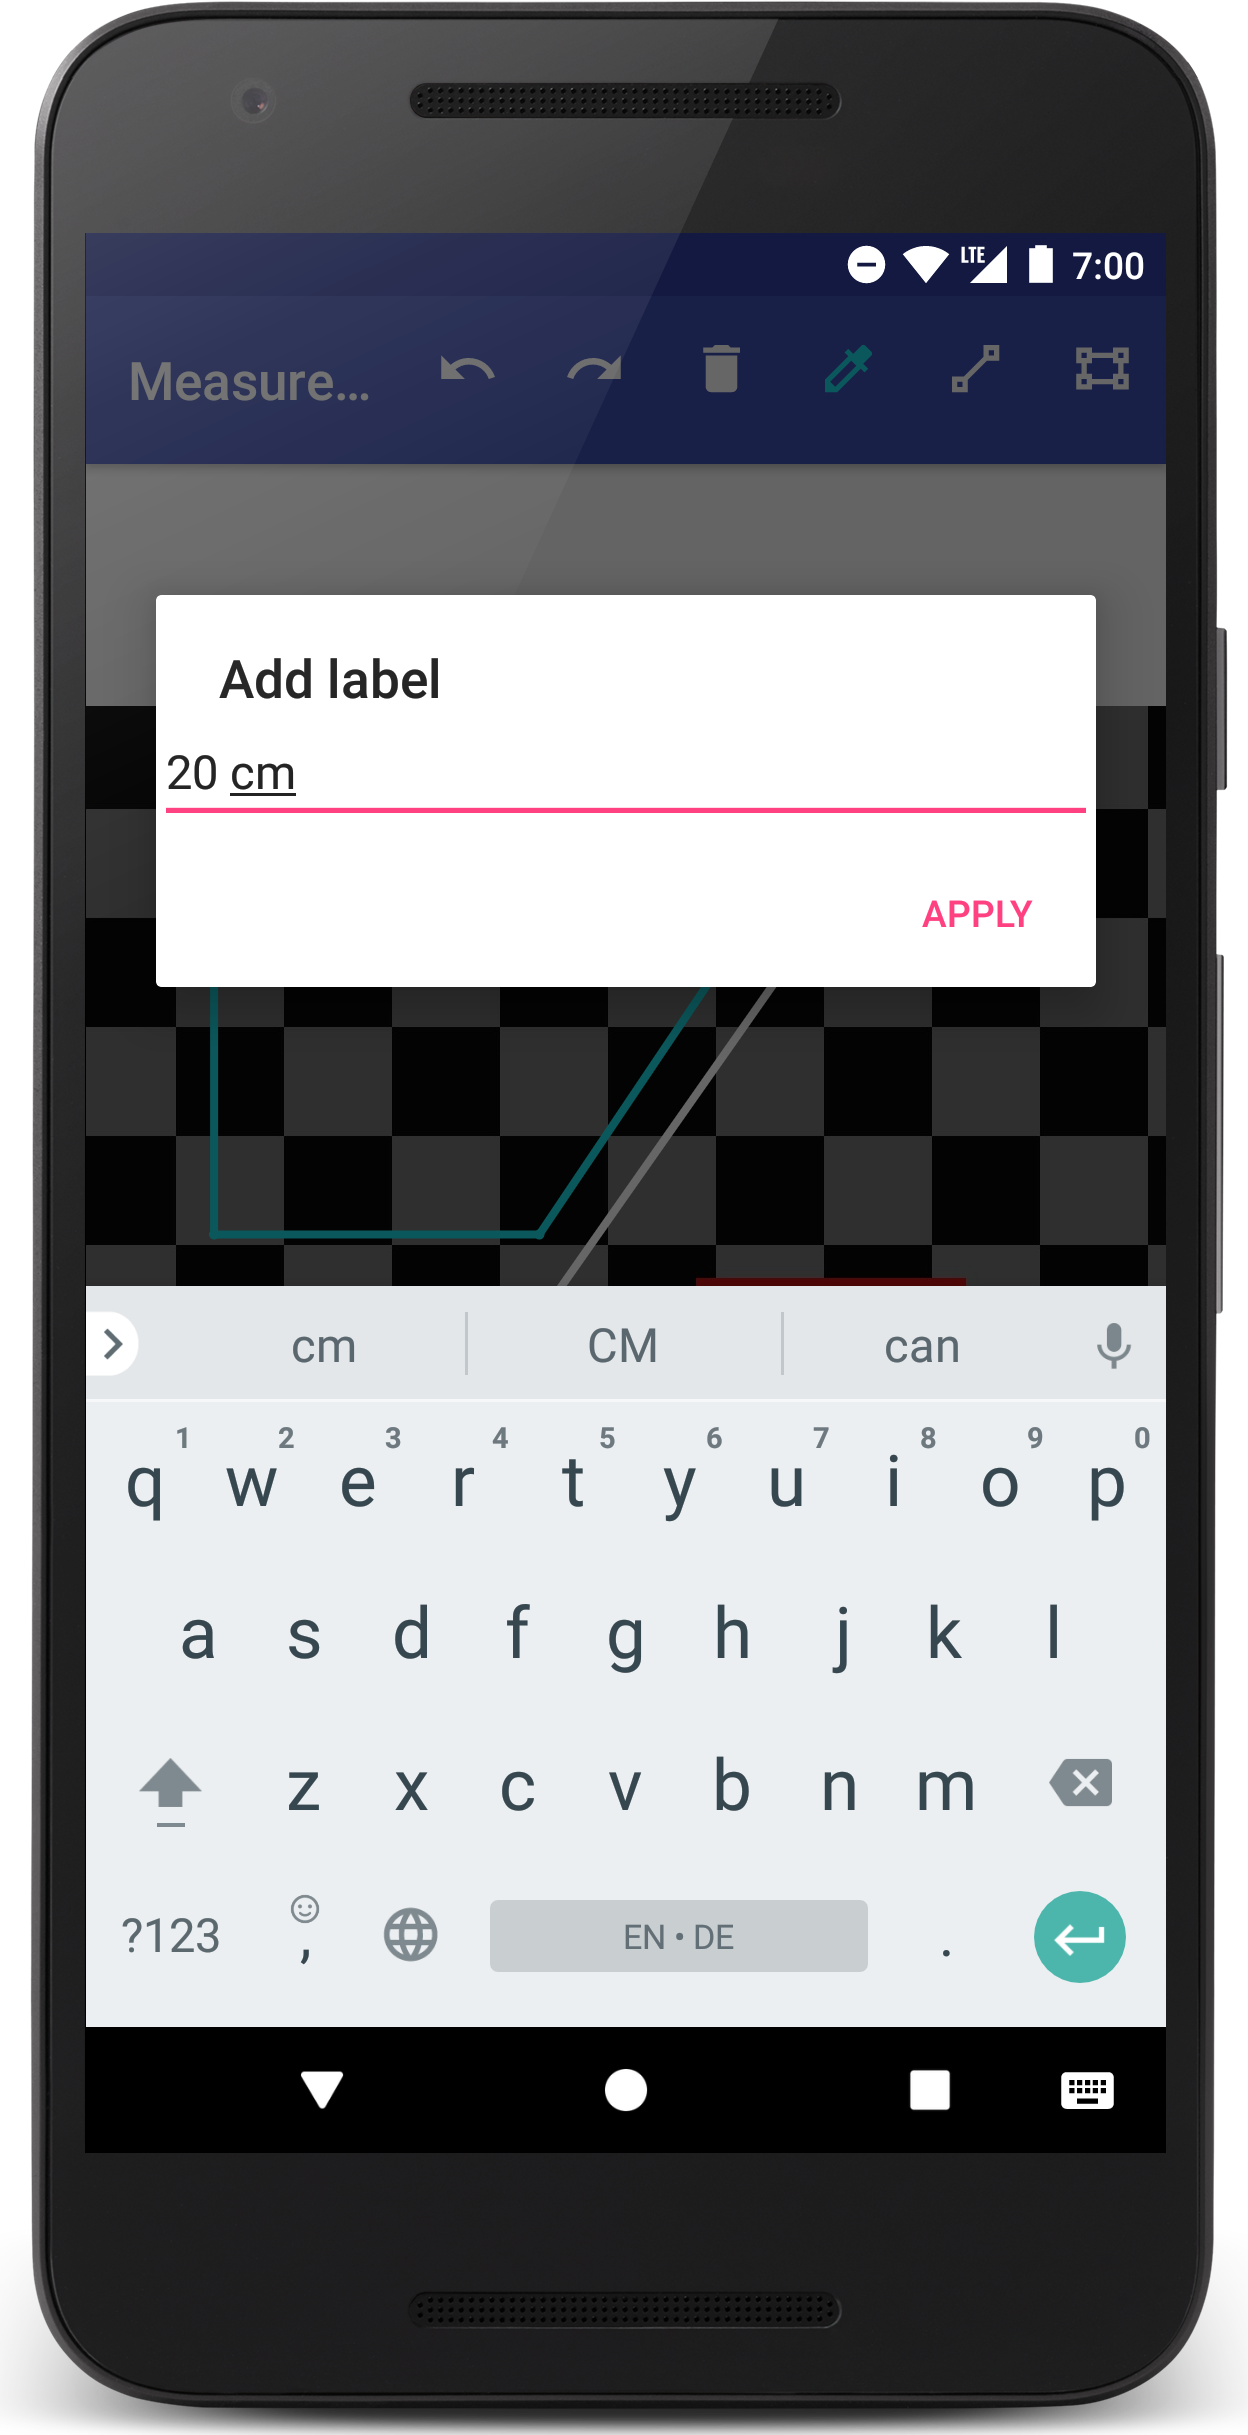 LTE 7:00
Measure...
Add label
20 cm
APPLY
cm CM can
1 2 3 4 5 6 7 8 9 0
q w e r t y u i o p
a s d f g h j k l
z x c v b n m
?123 , EN • DE .